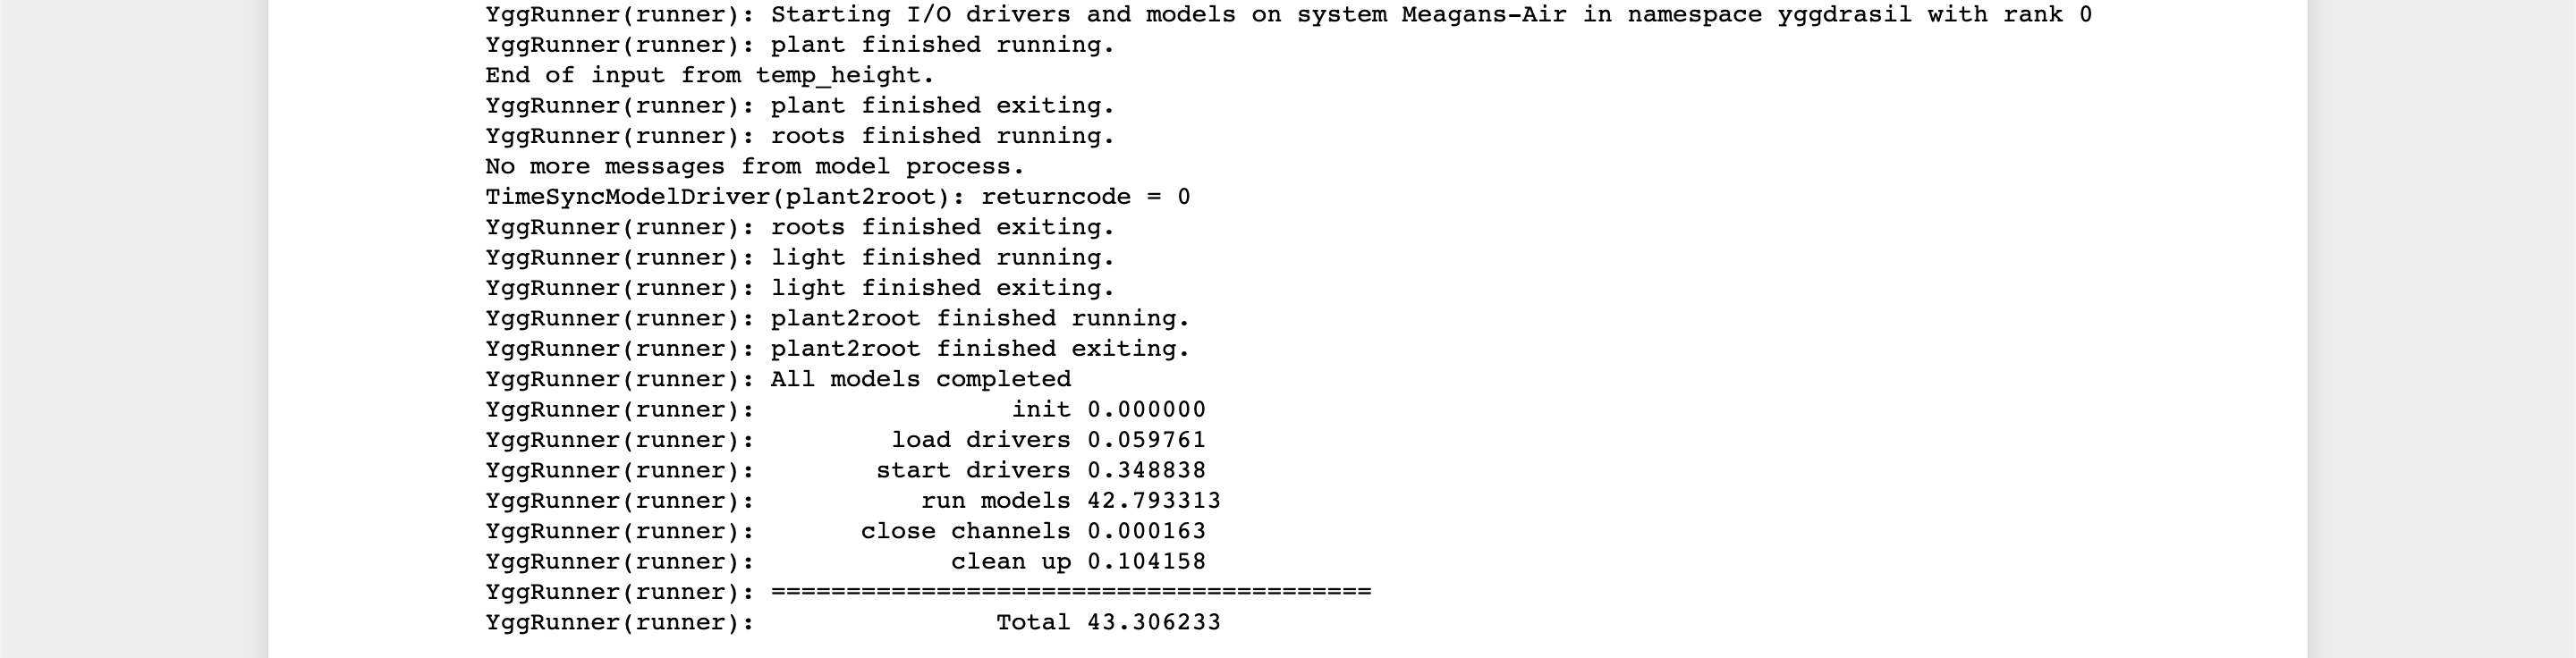 YggRunner(runner): Starting I/O drivers and models on system Meagans-Air in namespace yggdrasil with rank 0
YggRunner(runner): plant finished running.
End of input from temp_height.
YggRunner(runner): plant finished exiting.
YggRunner(runner): roots finished running.
No more messages from model process.
TimeSyncModelDriver(plant2root): returncode = 0
YggRunner(runner): roots finished exiting.
YggRunner(runner): light finished running.
YggRunner(runner): light finished exiting.
YggRunner(runner): plant2root finished running.
YggRunner(runner): plant2root finished exiting.
YggRunner(runner): All models completed
YggRunner(runner):                 init 0.000000
YggRunner(runner):         load drivers 0.059761
YggRunner(runner):        start drivers 0.348838
YggRunner(runner):           run models 42.793313
YggRunner(runner):       close channels 0.000163
YggRunner(runner):             clean up 0.104158
YggRunner(runner): ========================================
YggRunner(runner):                Total 43.306233